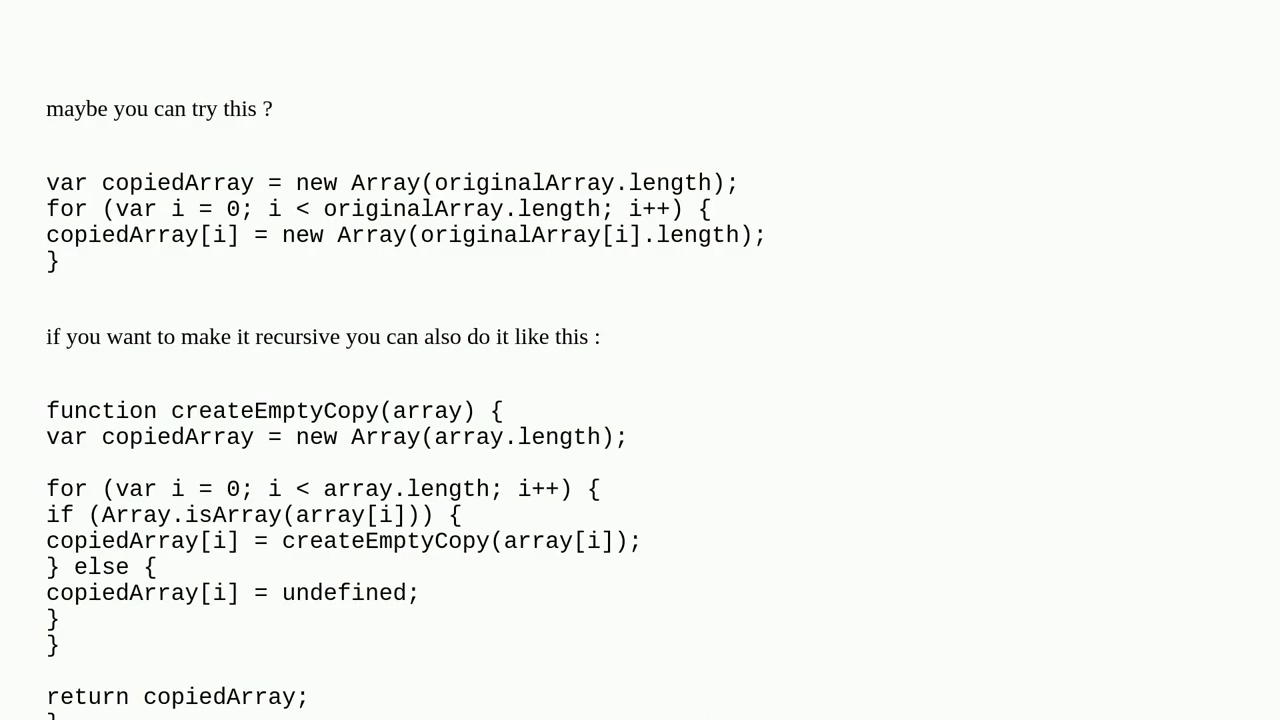 maybe you can try this ?
var copiedArray = new Array(originalArray.length);
for (var i = 0; i < originalArray.length; i++) {
copiedArray[i] = new Array(originalArray[i].length);
}
if you want to make it recursive you can also do it like this :
function createEmptyCopy(array) {
var copiedArray = new Array(array.length);
for (var i = 0; i < array.length; i++) {
if (Array.isArray(array[i])) {
copiedArray[i] = createEmptyCopy(array[i]);
} else {
copiedArray[i] = undefined;
}
}
return copiedArray;
}